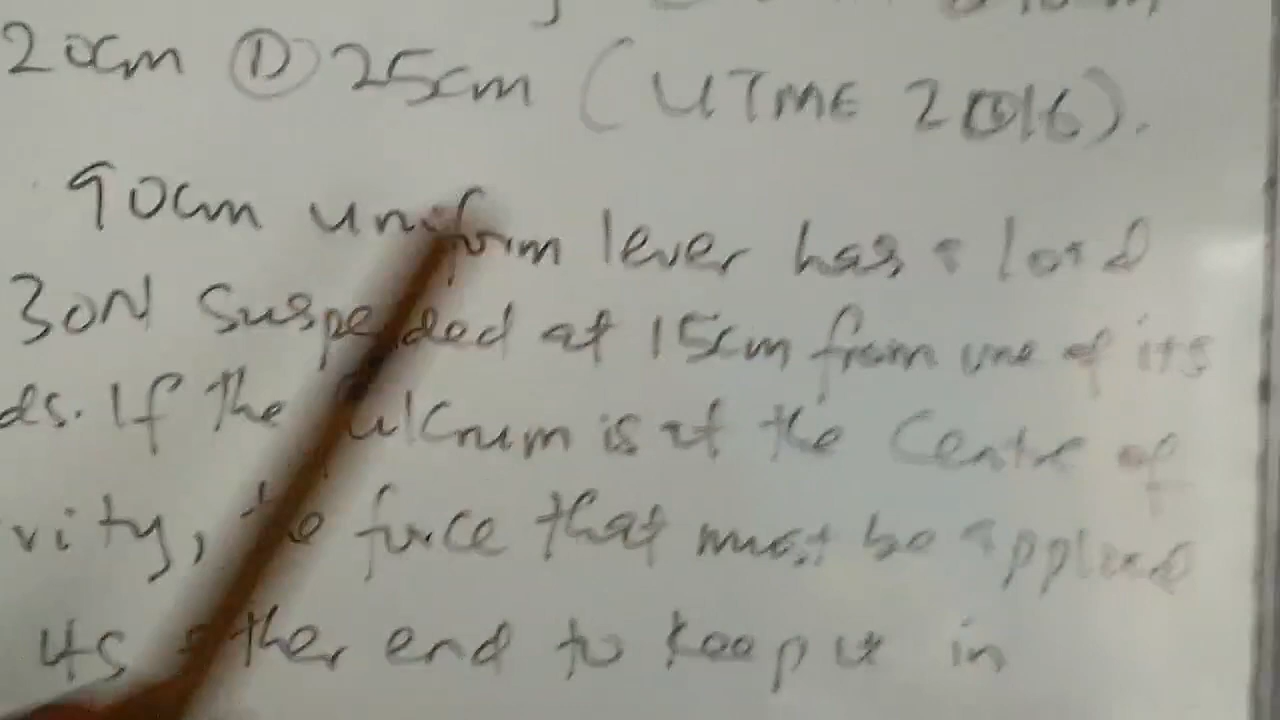 20cm Ⓓ 25cm (UTME 2016).
90cm uniform lever has a load
30N suspended at 15cm from one of its
ds. If the fulcrum is at the centre of
vity, the force that must be applied
its other end to keep it in